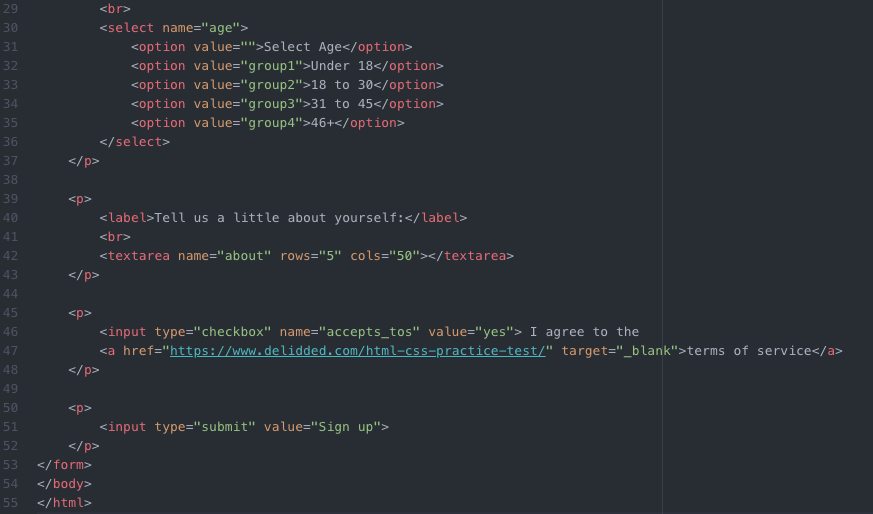 29 <br>
30 <select name="age">
31 <option value="">Select Age</option>
32 <option value="group1">Under 18</option>
33 <option value="group2">18 to 30</option>
34 <option value="group3">31 to 45</option>
35 <option value="group4">46+</option>
36 </select>
37 </p>
38
39 <p>
40 <label>Tell us a little about yourself:</label>
41 <br>
42 <textarea name="about" rows="5" cols="50"></textarea>
43 </p>
44
45 <p>
46 <input type="checkbox" name="accepts_tos" value="yes"> I agree to the
47 <a href="https://www.delidded.com/html-css-practice-test/" target="_blank">terms of service</a>
48 </p>
49
50 <p>
51 <input type="submit" value="Sign up">
52 </p>
53 </form>
54 </body>
55 </html>